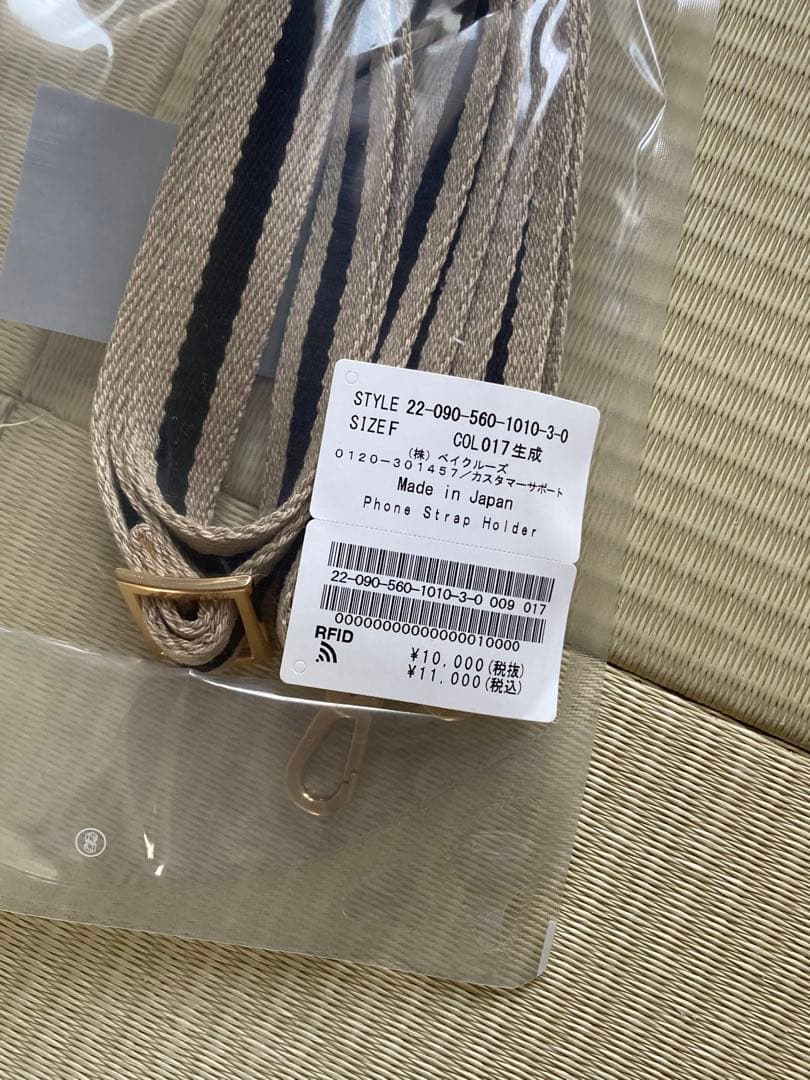 STYLE 22-090-560-1010-3-0
SIZE F COL 017 生成
(株) ベイクルーズ
0120-301457/カスタマーサポート
Made in Japan
Phone Strap Holder
22-090-560-1010-3-0 009 017
00000000000000010000
RFID
¥10,000(税抜)
¥11,000(税込)